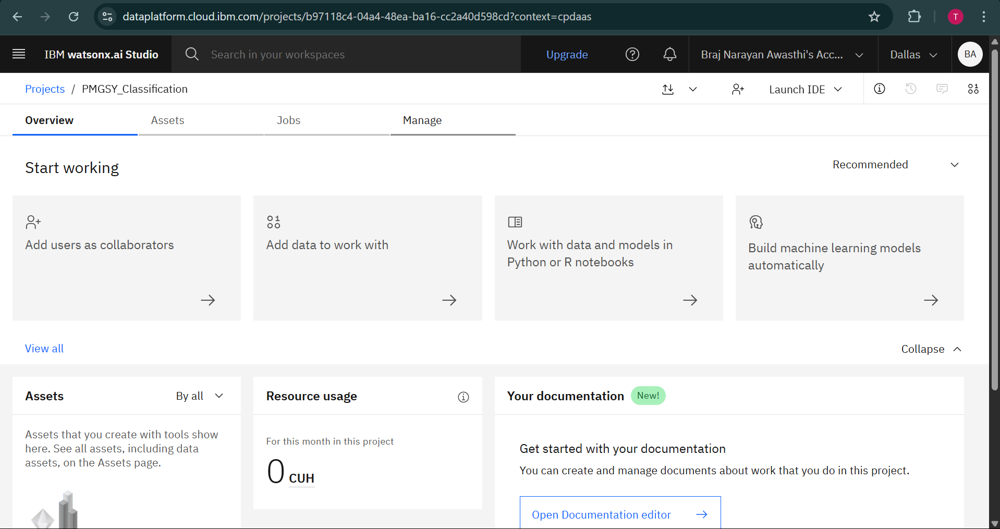 dataplatform.cloud.ibm.com/projects/b97118c4-04a4-48ea-ba16-cc2a40d598cd?context=cpdaas
T
IBM watsonx.ai Studio
Search in your workspaces
Upgrade
Braj Narayan Awasthi's Acc...
Dallas
BA
Projects / PMGSY_Classification
Launch IDE
Overview
Assets
Jobs
Manage
Start working
Recommended
Add users as collaborators
Add data to work with
Work with data and models in
Python or R notebooks
Build machine learning models
automatically
View all
Collapse
Assets
By all
Assets that you create with tools show
here. See all assets, including data
assets, on the Assets page.
Resource usage
For this month in this project
0 CUH
Your documentation
New!
Get started with your documentation
You can create and manage documents about work that you do in this project.
Open Documentation editor